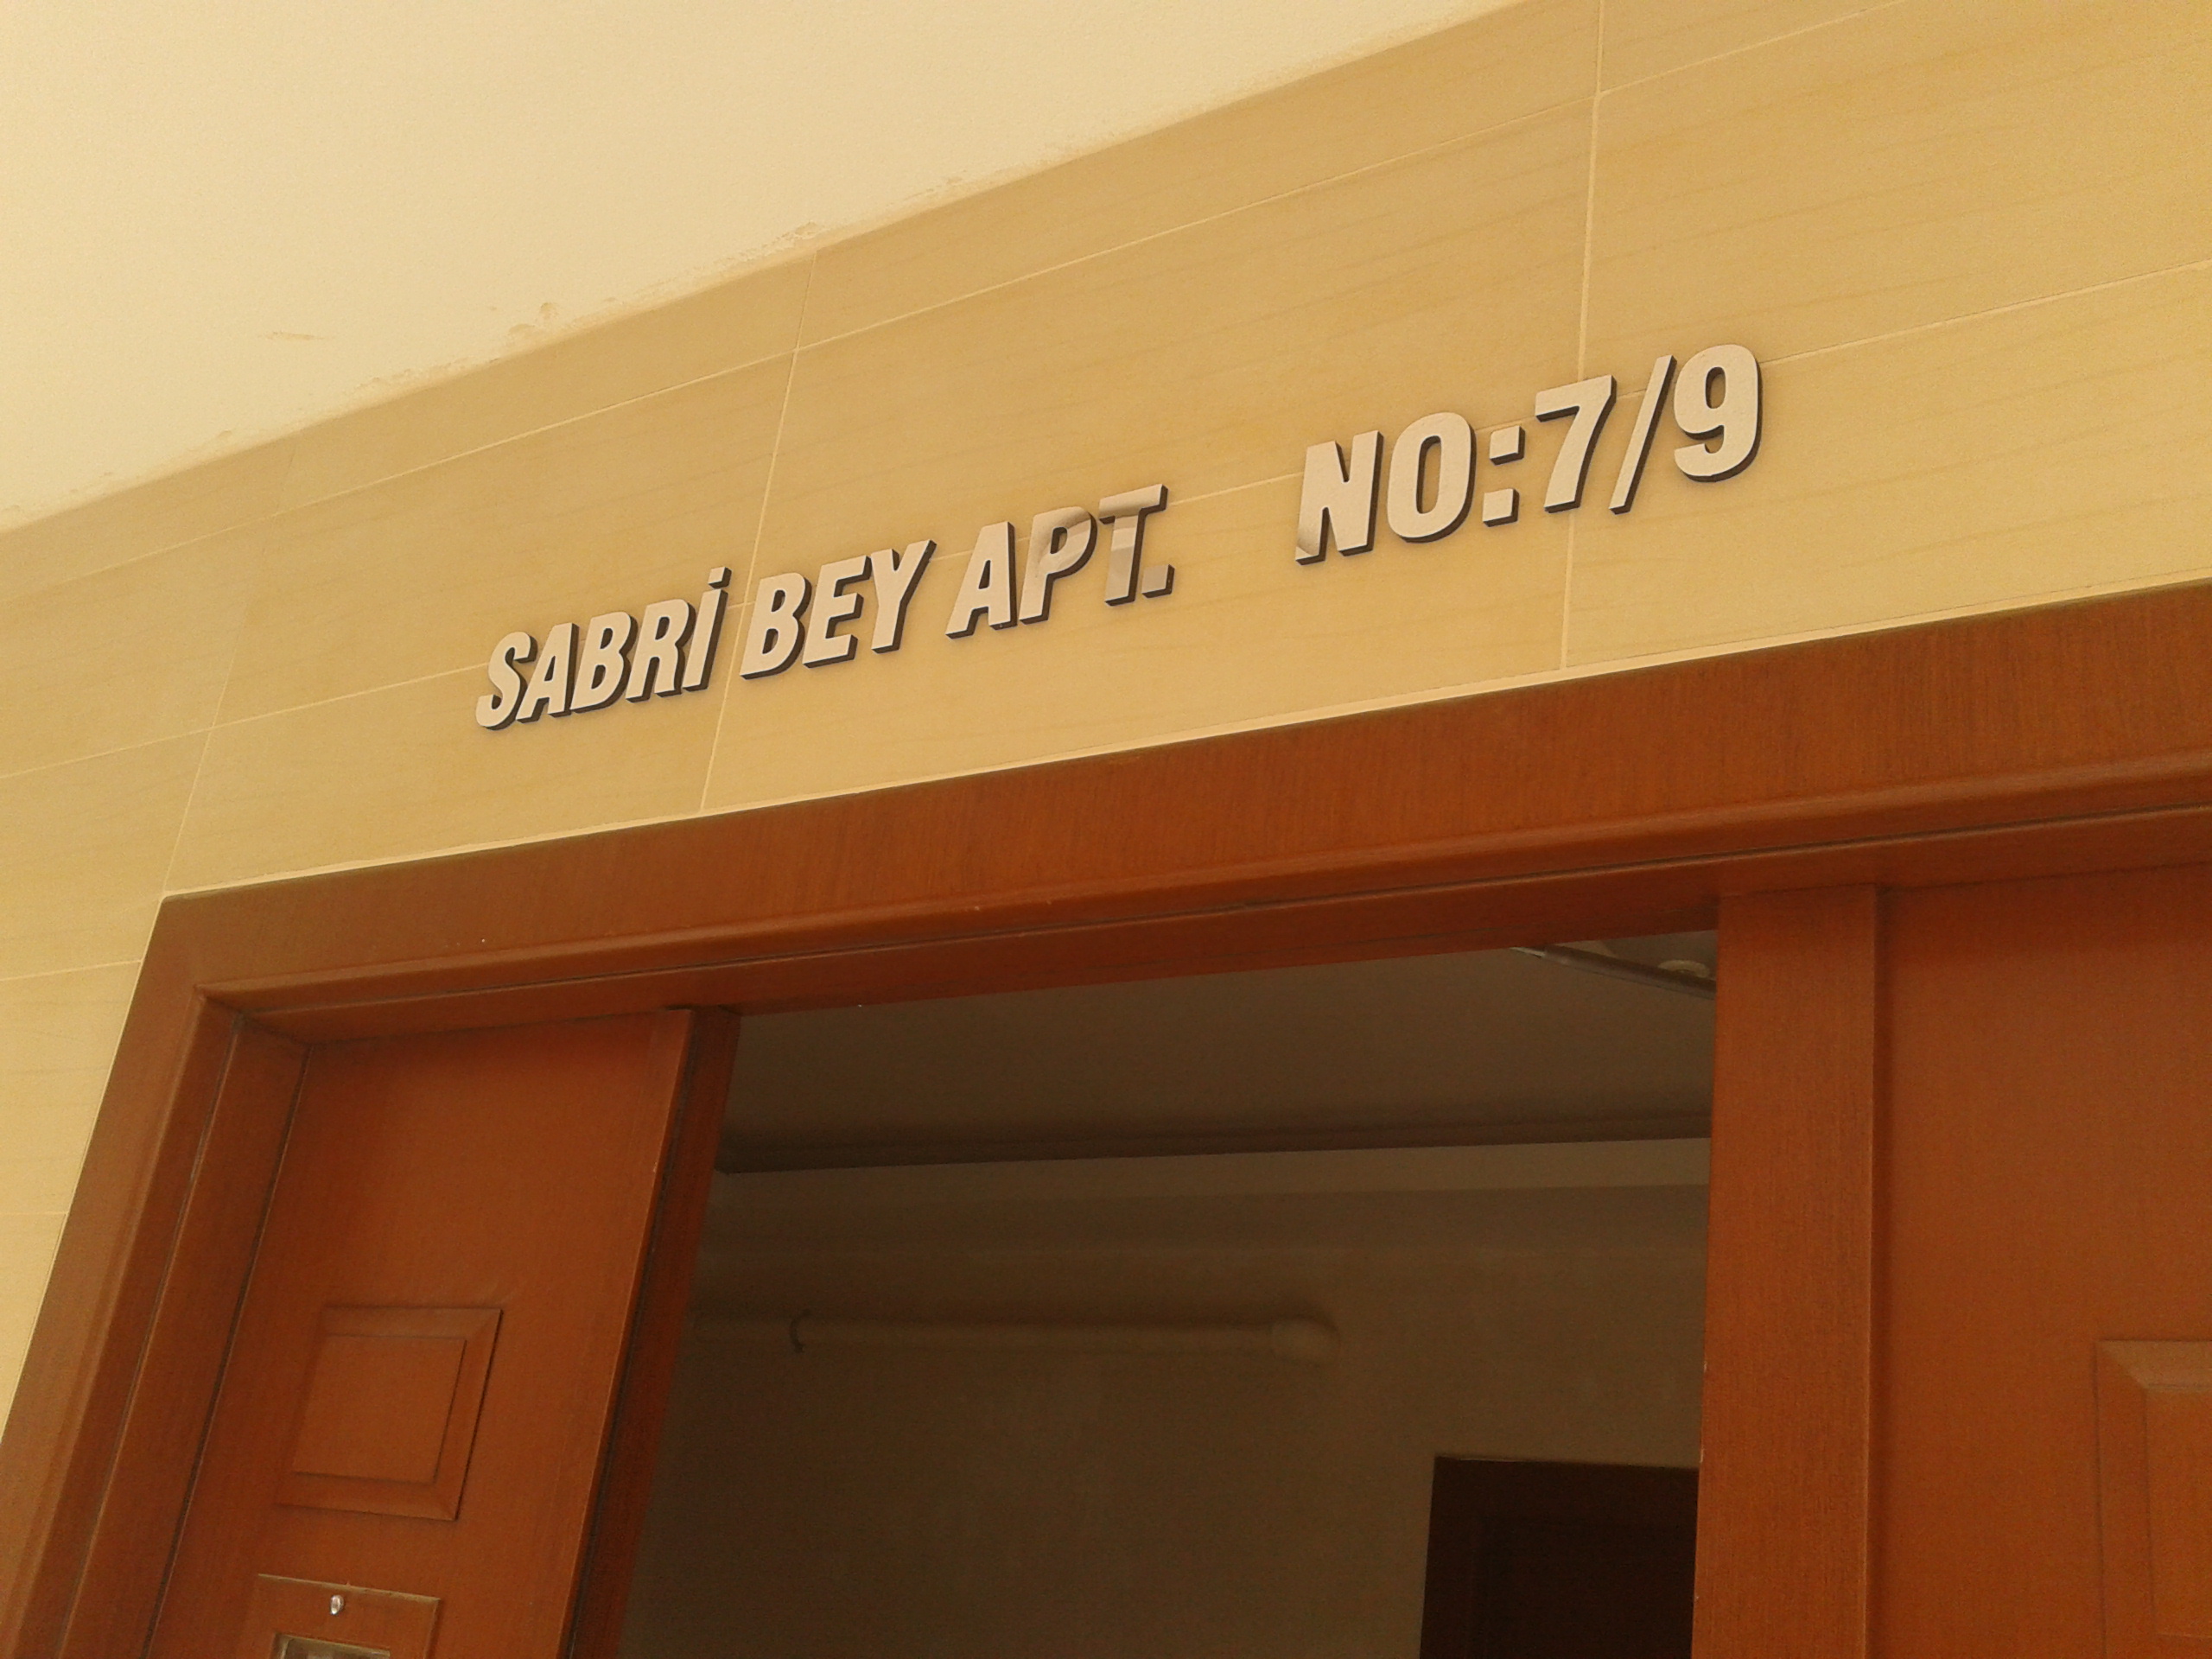 SABRİ BEY APT. NO:7/9